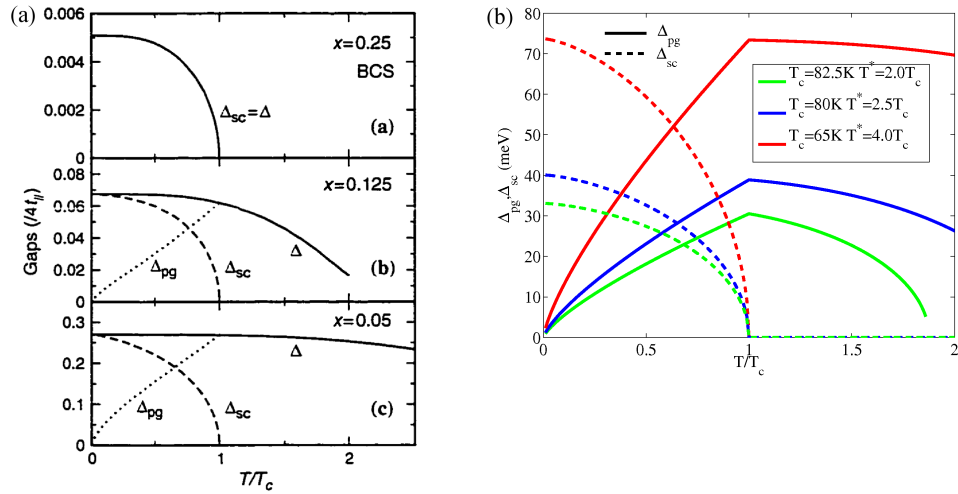 (a)
0.006
x=0.25
BCS
0.004
0.002
Δsc=Δ
(a)
0
x=0.125
0.06
0.04
0.02
Δpg
Δsc
Δ
(b)
0
Gaps (/4t||)
x=0.05
0.3
0.2
0.1
Δpg
Δsc
Δ
(c)
0
0 1 2
T/Tc
(b)
80
70
60
50
40
30
20
10
0
Δpg,Δsc (meV)
Δpg
Δsc
Tc=82.5K T*=2.0Tc
Tc=80K T*=2.5Tc
Tc=65K T*=4.0Tc
0 0.5 1 1.5 2
T/Tc